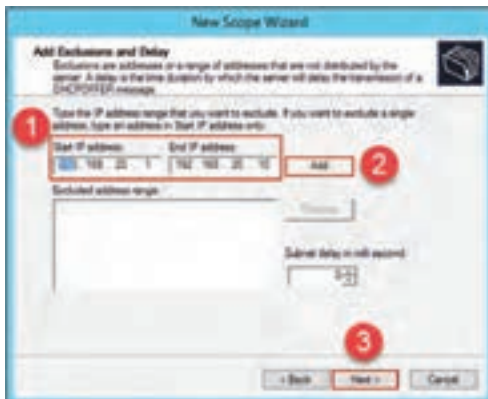 New Scope Wizard
Add Exclusions and Delay
Exclusions are addresses or a range of addresses that are not distributed by the
server. A delay is the time duration by which the server will delay the transmission of a
DHCPOFFER message.
Type the IP address range that you want to exclude. If you want to exclude a single
address, type an address in Start IP address only.
1
Start IP address:
End IP address:
168 20 1
192 168 20 10
Add
2
Excluded address range:
Subnet delay in milli second:
0
3
< Back
Next >
Cancel